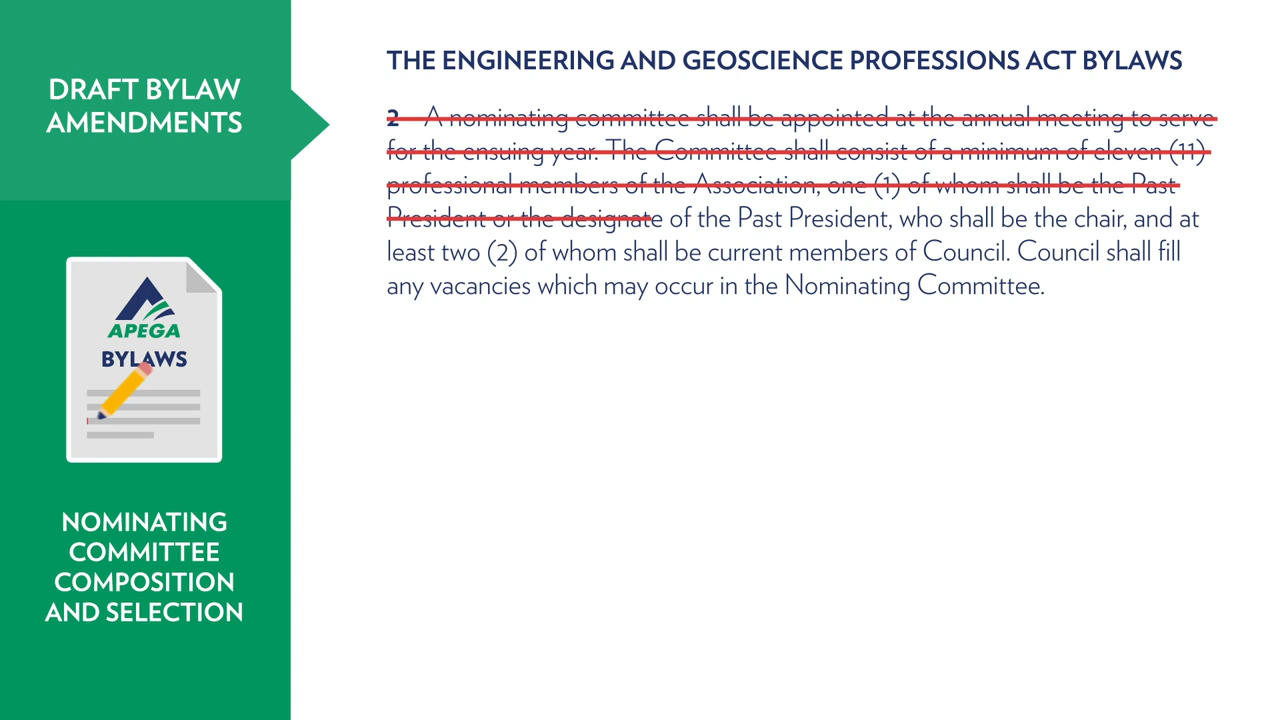 DRAFT BYLAW
AMENDMENTS
APEGA
BYLAWS
NOMINATING
COMMITTEE
COMPOSITION
AND SELECTION
THE ENGINEERING AND GEOSCIENCE PROFESSIONS ACT BYLAWS
2 A nominating committee shall be appointed at the annual meeting to serve
for the ensuing year. The Committee shall consist of a minimum of eleven (11)
professional members of the Association, one (1) of whom shall be the Past
President or the designate of the Past President, who shall be the chair, and at
least two (2) of whom shall be current members of Council. Council shall fill
any vacancies which may occur in the Nominating Committee.